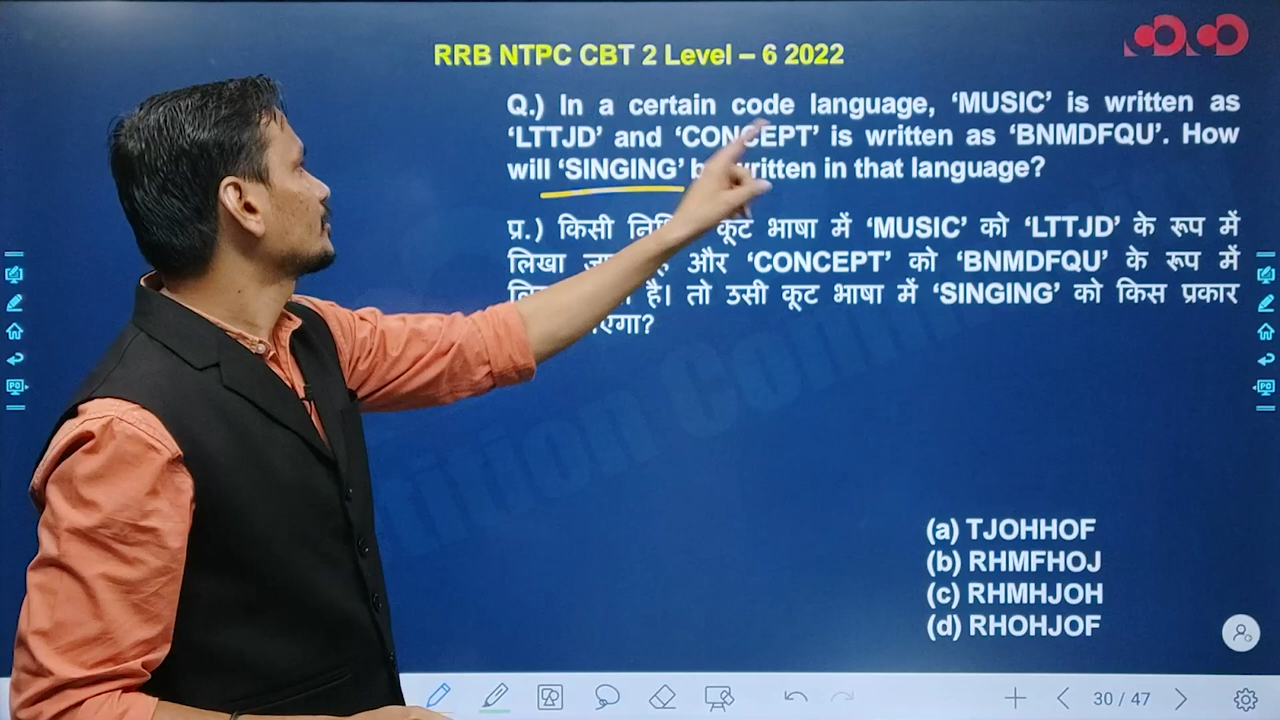 RRB NTPC CBT 2 Level – 6 2022
Q.) In a certain code language, ‘MUSIC’ is written as
‘LTTJD’ and ‘CONCEPT’ is written as ‘BNMDFQU’. How
will ‘SINGING’ written in that language?
प्र.) किसी कूट भाषा में ‘MUSIC’ को ‘LTTJD’ के रूप में
लिखा और ‘CONCEPT’ को ‘BNMDFQU’ के रूप में
है। तो उसी कूट भाषा में ‘SINGING’ को किस प्रकार
(a) TJOHHOF
(b) RHMFHOJ
(c) RHMHJOH
(d) RHOHJOF
30 / 47